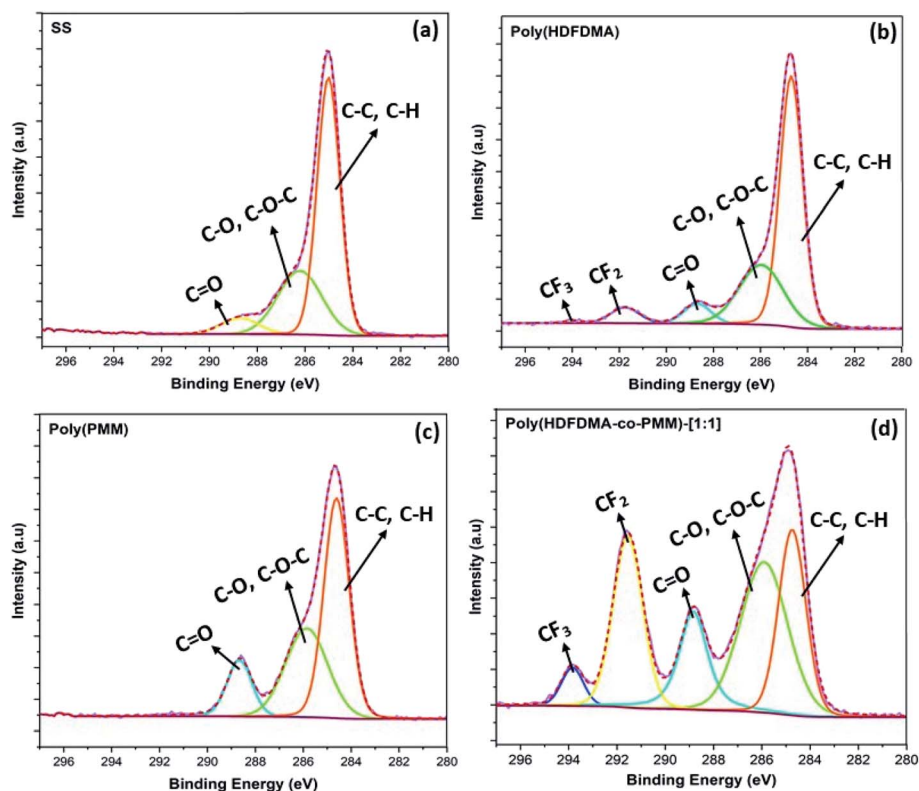 SS
(a)
C-C, C-H
C-O, C-O-C
C=O
Intensity (a.u)
296 294 292 290 288 286 284 282 280
Binding Energy (eV)
Poly(HDFDMA)
(b)
C-C, C-H
C-O, C-O-C
C=O
CF2
CF3
Intensity (a.u)
296 294 292 290 288 286 284 282 280
Binding Energy (eV)
Poly(PMM)
(c)
C-C, C-H
C-O, C-O-C
C=O
Intensity (a.u)
296 294 292 290 288 286 284 282 280
Binding Energy (eV)
Poly(HDFDMA-co-PMM)-[1:1]
(d)
CF2
C-O, C-O-C
C-C, C-H
C=O
CF3
Intensity (a.u)
296 294 292 290 288 286 284 282 280
Binding Energy (eV)